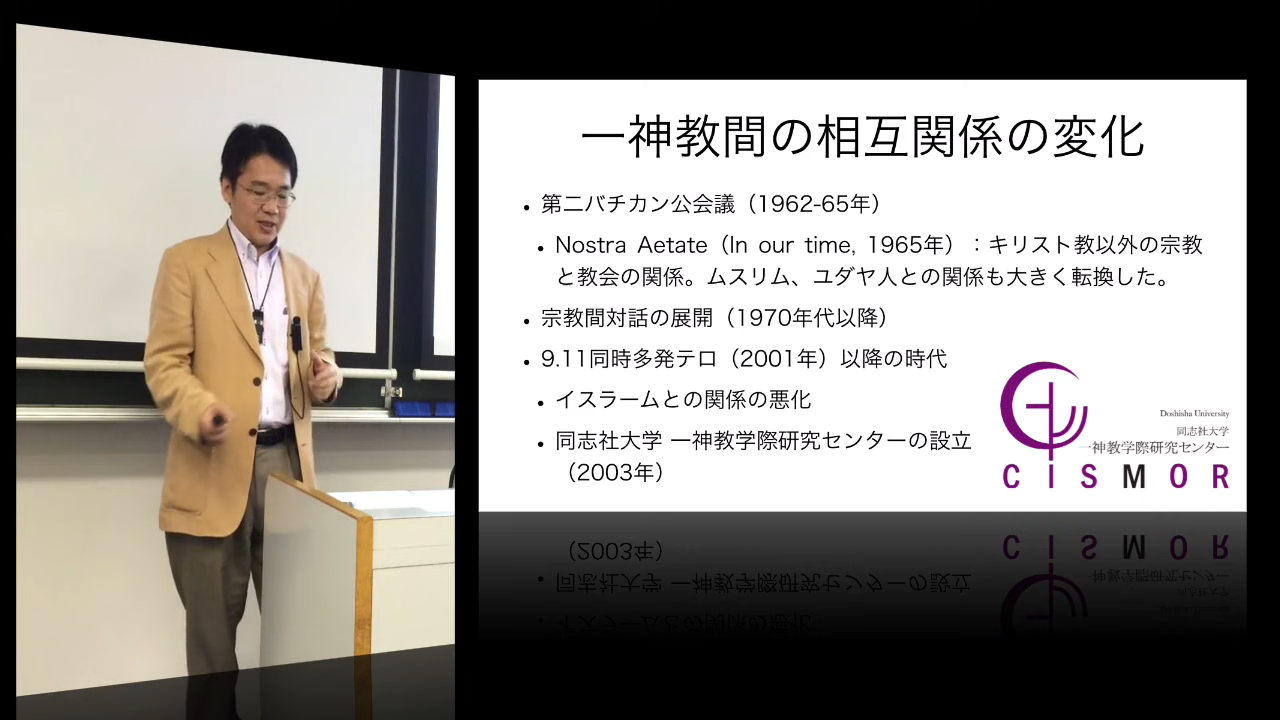 一神教間の相互関係の変化
• 第二バチカン公会議（1962-65年）
• Nostra Aetate（In our time, 1965年）：キリスト教以外の宗教
と教会の関係。ムスリム、ユダヤ人との関係も大きく転換した。
• 宗教間対話の展開（1970年代以降）
• 9.11同時多発テロ（2001年）以降の時代
• イスラームとの関係の悪化
• 同志社大学 一神教学際研究センターの設立
（2003年）
Doshisha University
同志社大学
一神教学際研究センター
CISMOR